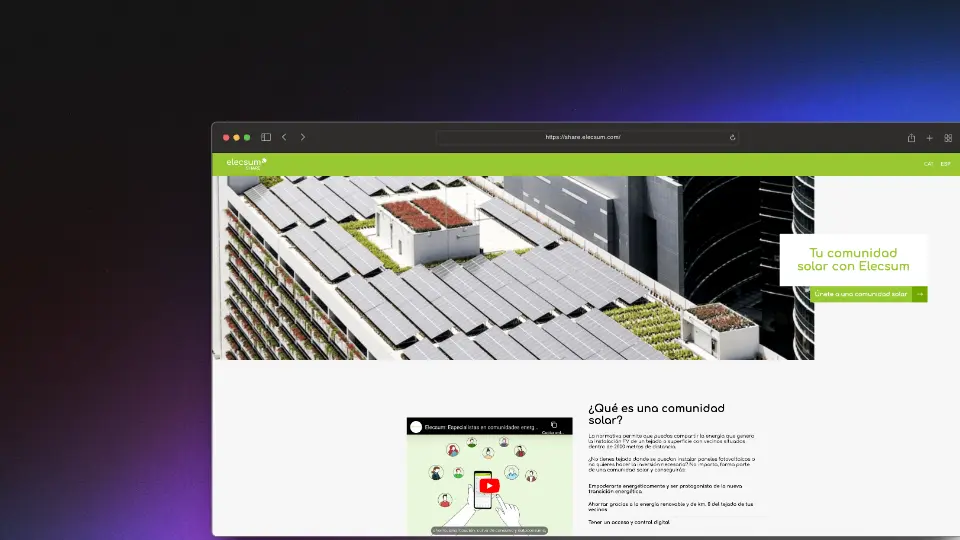 https://share.elecsum.com/
elecsum
SHARE
CAT ESP
Tu comunidad
solar con Elecsum
Únete a una comunidad solar →
¿Qué es una comunidad
solar?
La normativa permite que puedas compartir la energía que genera
la instalación FV de un tejado o superficie con vecinos situados
dentro de 2000 metros de distancia.
¿No tienes tejado donde se puedan instalar paneles fotovoltaicos o
no quieres hacer la inversión necesaria? No importa, forma parte
de una comunidad solar y conseguirás:
Empoderarte energéticamente y ser protagonista de la nueva
transición energética.
Ahorrar gracias a la energía renovable y de km. 0 del tejado de tus
vecinos
Tener un acceso y control digital
Elecsum: Especialistas en comunidades energ...